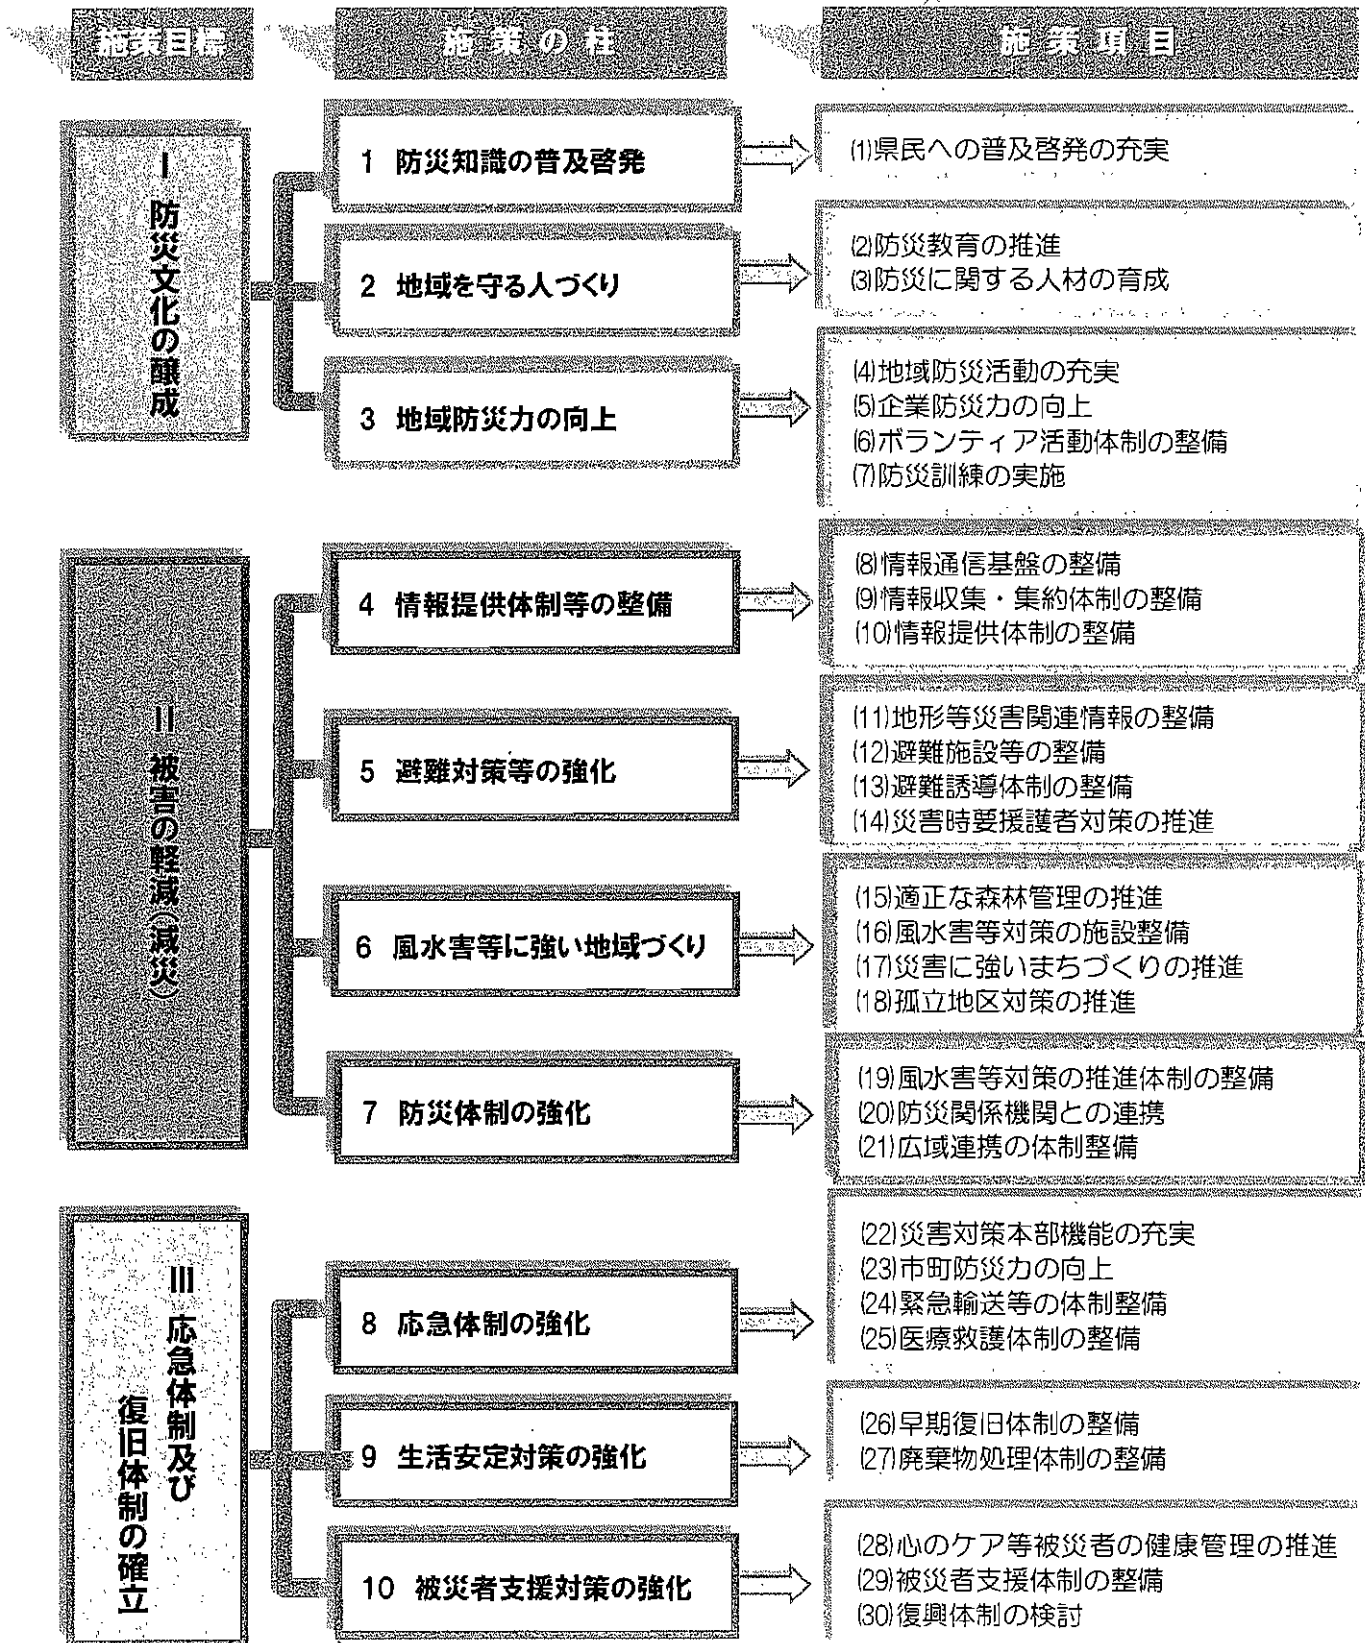 施策目標
施策の柱
施策項目
I 防災文化の醸成
1 防災知識の普及啓発
(1)県民への普及啓発の充実
2 地域を守る人づくり
(2)防災教育の推進
(3)防災に関する人材の育成
3 地域防災力の向上
(4)地域防災活動の充実
(5)企業防災力の向上
(6)ボランティア活動体制の整備
(7)防災訓練の実施
II 被害の軽減(減災)
4 情報提供体制等の整備
(8)情報通信基盤の整備
(9)情報収集・集約体制の整備
(10)情報提供体制の整備
5 避難対策等の強化
(11)地形等災害関連情報の整備
(12)避難施設等の整備
(13)避難誘導体制の整備
(14)災害時要援護者対策の推進
6 風水害等に強い地域づくり
(15)適正な森林管理の推進
(16)風水害等対策の施設整備
(17)災害に強いまちづくりの推進
(18)孤立地区対策の推進
7 防災体制の強化
(19)風水害等対策の推進体制の整備
(20)防災関係機関との連携
(21)広域連携の体制整備
III 応急体制及び
復旧体制の確立
8 応急体制の強化
(22)災害対策本部機能の充実
(23)市町防災力の向上
(24)緊急輸送等の体制整備
(25)医療救護体制の整備
9 生活安定対策の強化
(26)早期復旧体制の整備
(27)廃棄物処理体制の整備
10 被災者支援対策の強化
(28)心のケア等被災者の健康管理の推進
(29)被災者支援体制の整備
(30)復興体制の検討